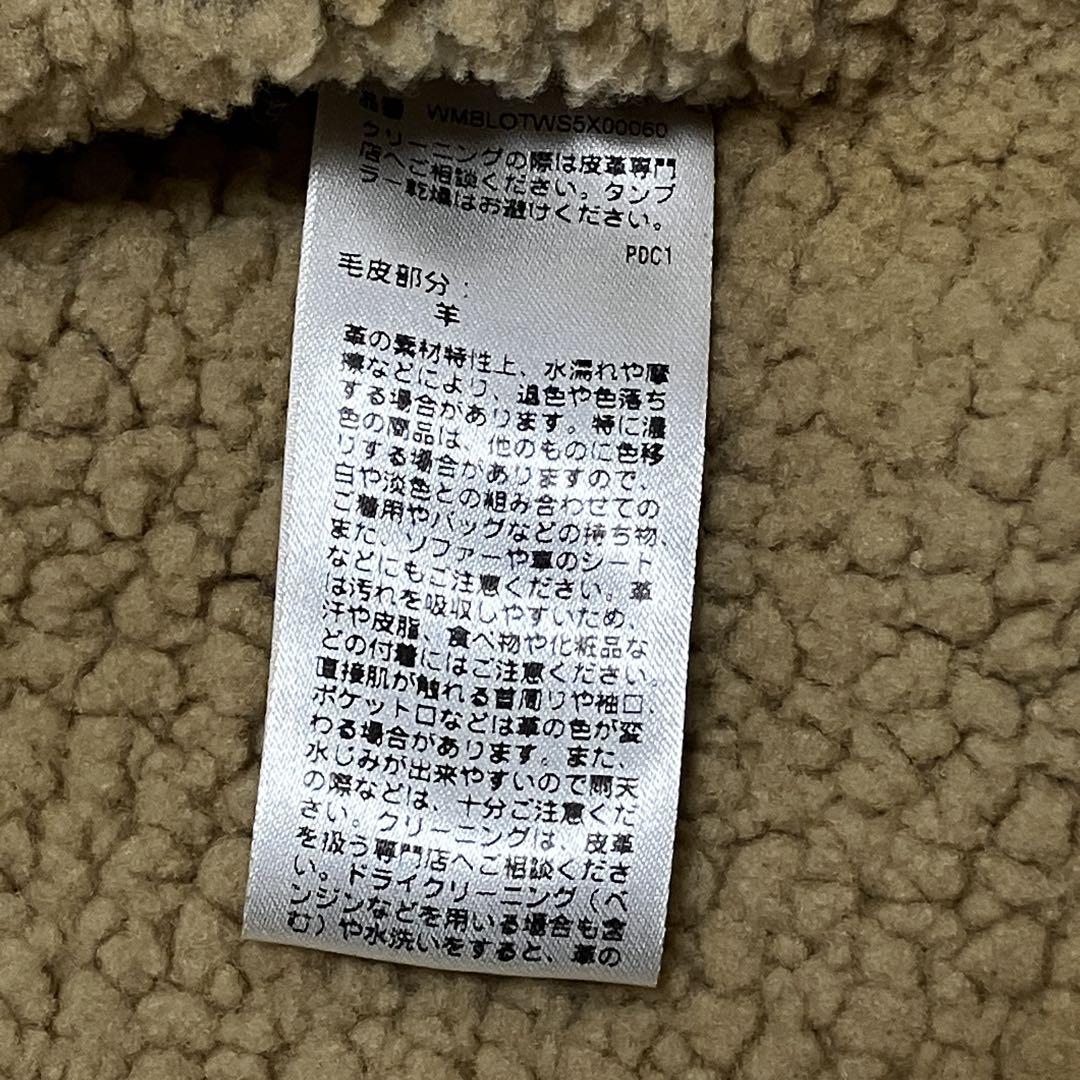 品番 WMBLOTWS5X00060
クリーニングの際は皮革専門
店へご相談ください。タンブ
ラー乾燥はお避けください。
PDC1
毛皮部分:
羊
革の素材特性上、水濡れや摩
擦などにより、退色や色落ち
する場合があります。特に濃
色の商品は、他のものに色移
りする場合がありますので、
白や淡色との組み合わせでの
ご着用やバッグなどの持ち物、
また、ソファーや車のシート
などにもご注意ください。革
は汚れを吸収しやすいため、
汗や皮脂、食べ物や化粧品な
どの付着にはご注意ください。
直接肌が触れる首周りや袖口、
ポケット口などは革の色が変
わる場合があります。また、
水じみが出来やすいので雨天
の際などは、十分ご注意くだ
さい。クリーニングは、皮革
を扱う専門店へご相談くださ
い。ドライクリーニング(ベ
ンジンなどを用いる場合も含
む)や水洗いをすると、革の